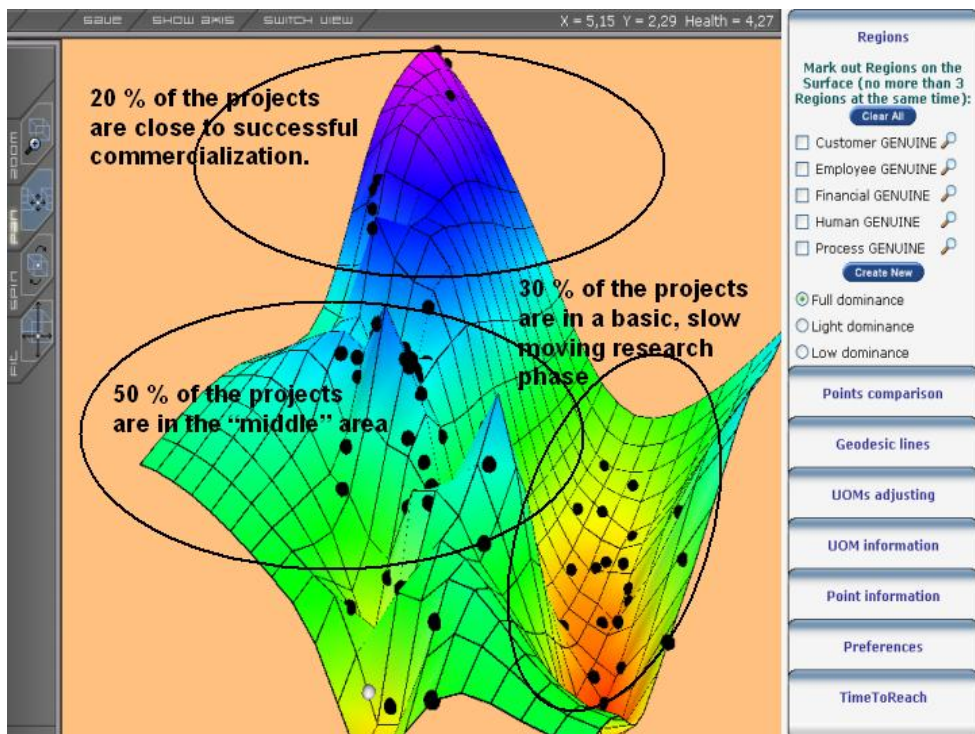 SAVE SHOW AXIS SWITCH VIEW X = 5,15 Y = 2,29 Health = 4,27
ZOOM
PAN
SPIN
FIT
20 % of the projects
are close to successful
commercialization.
30 % of the projects
are in a basic, slow
moving research
phase
50 % of the projects
are in the “middle” area
Regions
Mark out Regions on the
Surface (no more than 3
Regions at the same time):
Clear All
Customer GENUINE
Employee GENUINE
Financial GENUINE
Human GENUINE
Process GENUINE
Create New
Full dominance
Light dominance
Low dominance
Points comparison
Geodesic lines
UOMs adjusting
UOM information
Point information
Preferences
TimeToReach